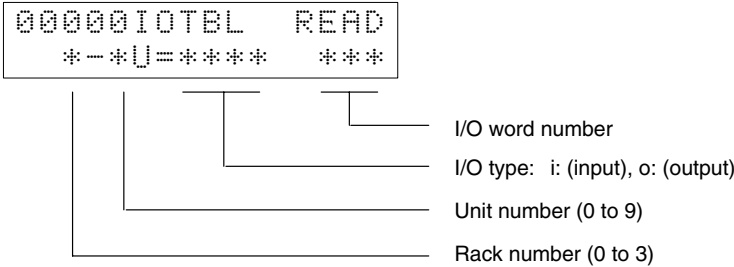 00000IOTBL READ
*-*U=**** ***
I/O word number
I/O type: i: (input), o: (output)
Unit number (0 to 9)
Rack number (0 to 3)